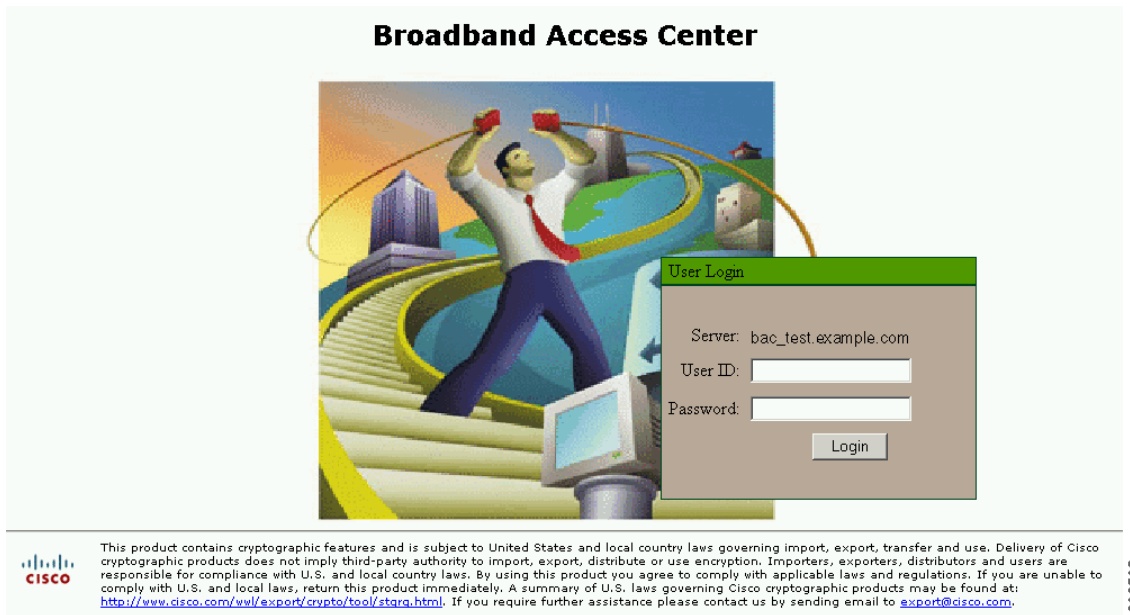 Broadband Access Center
User Login
Server: bac_test.example.com
User ID:
Password:
Login
This product contains cryptographic features and is subject to United States and local country laws governing import, export, transfer and use. Delivery of Cisco
cryptographic products does not imply third-party authority to import, export, distribute or use encryption. Importers, exporters, distributors and users are
responsible for compliance with U.S. and local country laws. By using this product you agree to comply with applicable laws and regulations. If you are unable to
comply with U.S. and local laws, return this product immediately. A summary of U.S. laws governing Cisco cryptographic products may be found at:
http://www.cisco.com/wwl/export/crypto/tool/stqrg.html. If you require further assistance please contact us by sending email to export@cisco.com.
CISCO